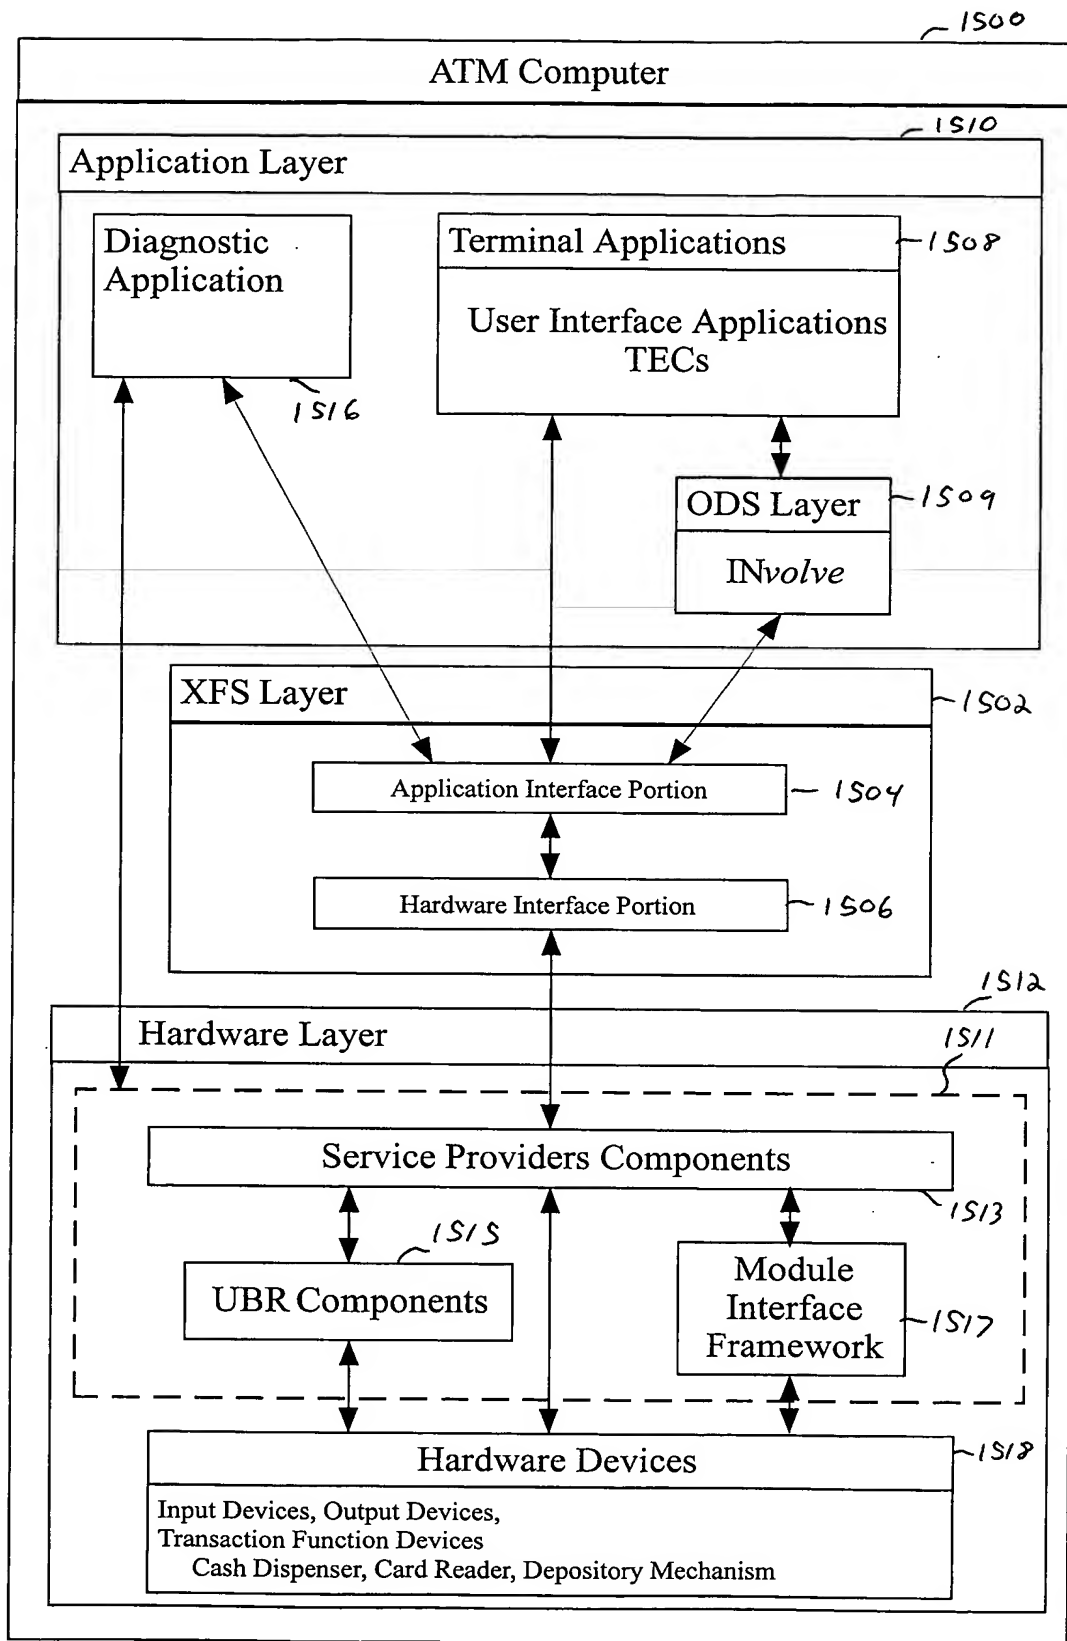 1500
ATM Computer
1510
Application Layer
Diagnostic
Application
1516
Terminal Applications
1508
User Interface Applications
TECs
ODS Layer
1509
INvolve
XFS Layer
1502
Application Interface Portion
1504
Hardware Interface Portion
1506
1512
Hardware Layer
1511
Service Providers Components
1513
1515
UBR Components
Module
Interface
Framework
1517
Hardware Devices
1518
Input Devices, Output Devices,
Transaction Function Devices
Cash Dispenser, Card Reader, Depository Mechanism